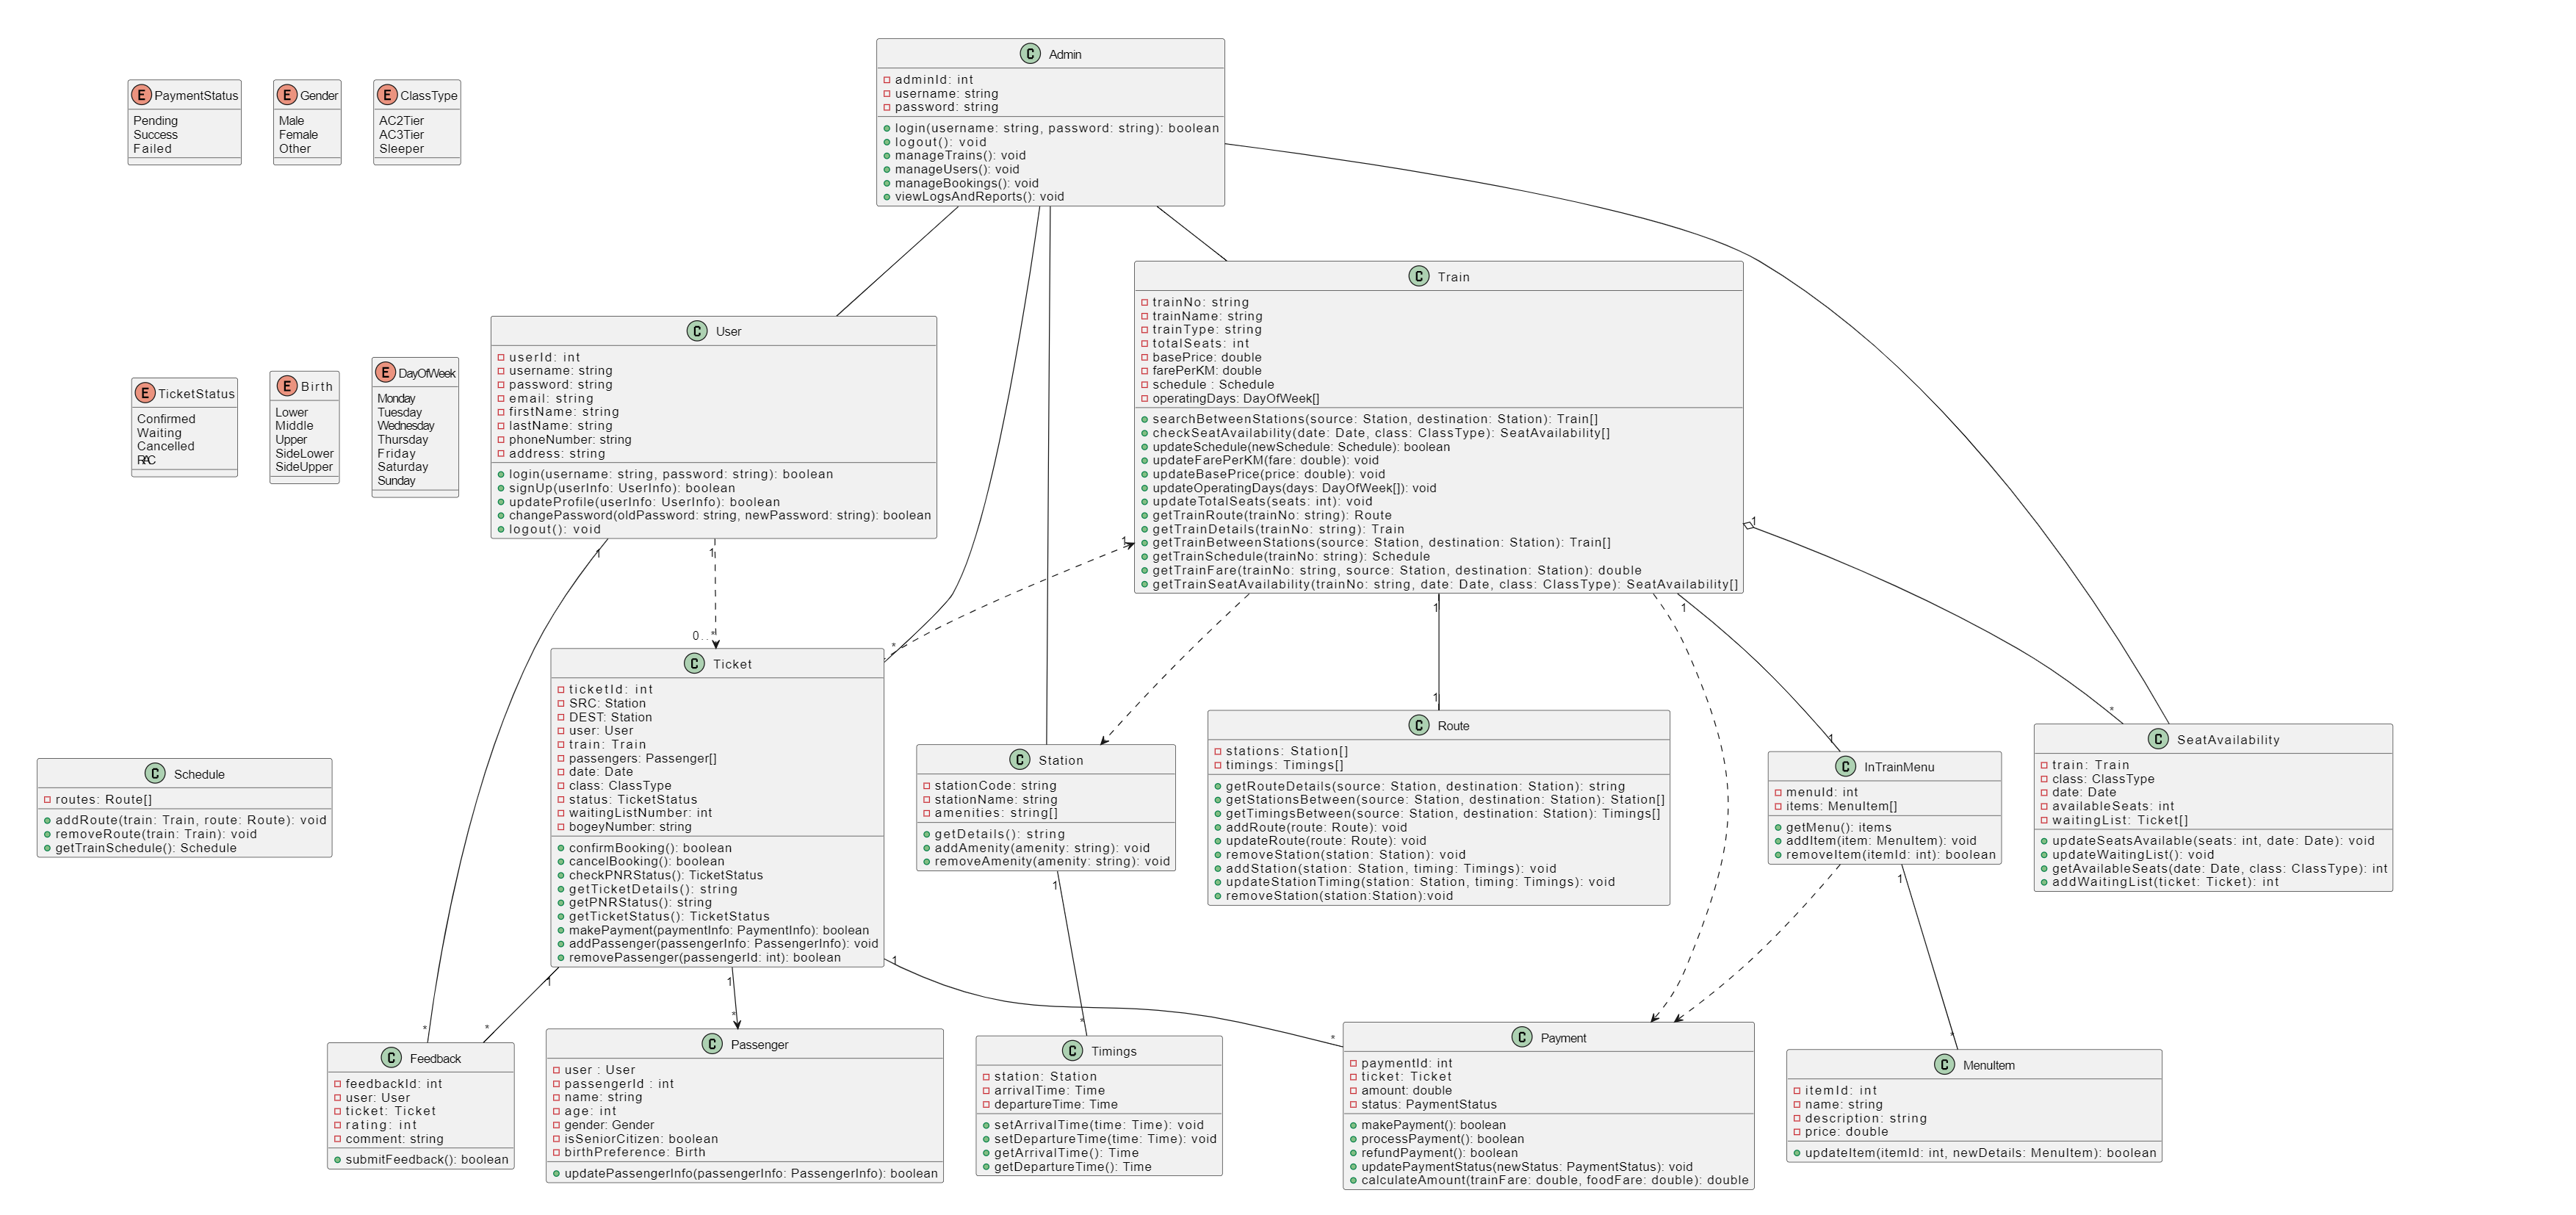 C Admin
adminId: int
username: string
password: string
login(username: string, password: string): boolean
logout(): void
manageTrains(): void
manageUsers(): void
manageBookings(): void
viewLogsAndReports(): void
E PaymentStatus
Pending
Success
Failed
E Gender
Male
Female
Other
E ClassType
AC2Tier
AC3Tier
Sleeper
C Train
trainNo: string
trainName: string
trainType: string
totalSeats: int
basePrice: double
farePerKM: double
schedule : Schedule
operatingDays: DayOfWeek[]
searchBetweenStations(source: Station, destination: Station): Train[]
checkSeatAvailability(date: Date, class: ClassType): SeatAvailability[]
updateSchedule(newSchedule: Schedule): boolean
updateFarePerKM(fare: double): void
updateBasePrice(price: double): void
updateOperatingDays(days: DayOfWeek[]): void
updateTotalSeats(seats: int): void
getTrainRoute(trainNo: string): Route
getTrainDetails(trainNo: string): Train
getTrainBetweenStations(source: Station, destination: Station): Train[]
getTrainSchedule(trainNo: string): Schedule
getTrainFare(trainNo: string, source: Station, destination: Station): double
getTrainSeatAvailability(trainNo: string, date: Date, class: ClassType): SeatAvailability[]
C User
userId: int
username: string
password: string
email: string
firstName: string
lastName: string
phoneNumber: string
address: string
login(username: string, password: string): boolean
signUp(userInfo: UserInfo): boolean
updateProfile(userInfo: UserInfo): boolean
changePassword(oldPassword: string, newPassword: string): boolean
logout(): void
E TicketStatus
Confirmed
Waiting
Cancelled
RAC
E Birth
Lower
Middle
Upper
SideLower
SideUpper
E DayOfWeek
Monday
Tuesday
Wednesday
Thursday
Friday
Saturday
Sunday
1
1
1
1
1
1
0..*
*
1
*
1
C Ticket
ticketId: int
SRC: Station
DEST: Station
user: User
train: Train
passengers: Passenger[]
date: Date
class: ClassType
status: TicketStatus
waitingListNumber: int
bogeyNumber: string
confirmBooking(): boolean
cancelBooking(): boolean
checkPNRStatus(): TicketStatus
getTicketDetails(): string
getPNRStatus(): string
getTicketStatus(): TicketStatus
makePayment(paymentInfo: PaymentInfo): boolean
addPassenger(passengerInfo: PassengerInfo): void
removePassenger(passengerId: int): boolean
C Schedule
routes: Route[]
addRoute(train: Train, route: Route): void
removeRoute(train: Train): void
getTrainSchedule(): Schedule
C Station
stationCode: string
stationName: string
amenities: string[]
getDetails(): string
addAmenity(amenity: string): void
removeAmenity(amenity: string): void
C Route
stations: Station[]
timings: Timings[]
getRouteDetails(source: Station, destination: Station): string
getStationsBetween(source: Station, destination: Station): Station[]
getTimingsBetween(source: Station, destination: Station): Timings[]
addRoute(route: Route): void
updateRoute(route: Route): void
removeStation(station: Station): void
addStation(station: Station, timing: Timings): void
updateStationTiming(station: Station, timing: Timings): void
removeStation(station:Station):void
C InTrainMenu
menuId: int
items: MenuItem[]
getMenu(): items
addItem(item: MenuItem): void
removeItem(itemId: int): boolean
C SeatAvailability
train: Train
class: ClassType
date: Date
availableSeats: int
waitingList: Ticket[]
updateSeatsAvailable(seats: int, date: Date): void
updateWaitingList(): void
getAvailableSeats(date: Date, class: ClassType): int
addWaitingList(ticket: Ticket): int
1
1
1
1
1
*
*
*
*
*
*
C Feedback
feedbackId: int
user: User
ticket: Ticket
rating: int
comment: string
submitFeedback(): boolean
C Passenger
user : User
passengerId : int
name: string
age: int
gender: Gender
isSeniorCitizen: boolean
birthPreference: Birth
updatePassengerInfo(passengerInfo: PassengerInfo): boolean
C Timings
station: Station
arrivalTime: Time
departureTime: Time
setArrivalTime(time: Time): void
setDepartureTime(time: Time): void
getArrivalTime(): Time
getDepartureTime(): Time
C Payment
paymentId: int
ticket: Ticket
amount: double
status: PaymentStatus
makePayment(): boolean
processPayment(): boolean
refundPayment(): boolean
updatePaymentStatus(newStatus: PaymentStatus): void
calculateAmount(trainFare: double, foodFare: double): double
C MenuItem
itemId: int
name: string
description: string
price: double
updateItem(itemId: int, newDetails: MenuItem): boolean